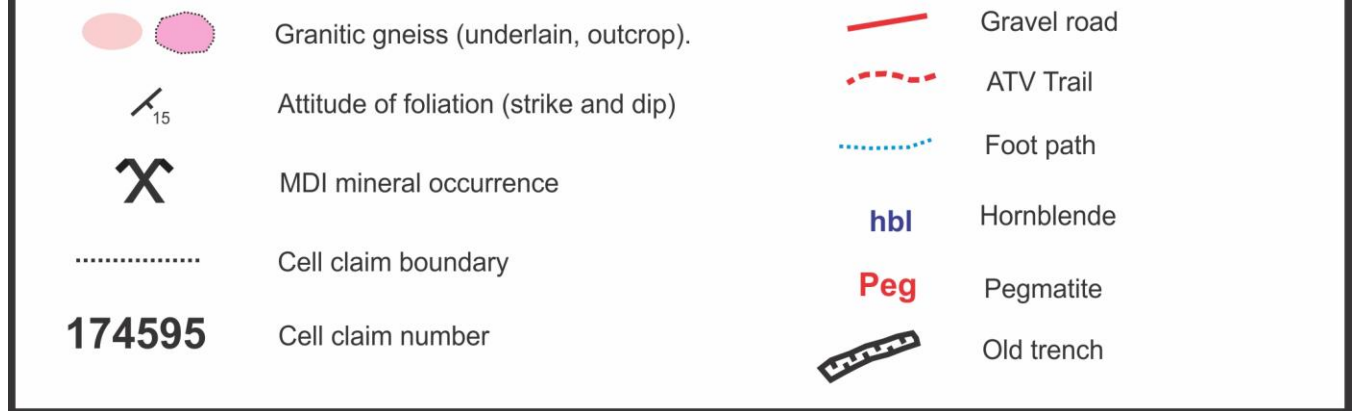 Granitic gneiss (underlain, outcrop).
15
Attitude of foliation (strike and dip)
MDI mineral occurrence
Cell claim boundary
174595 Cell claim number
Gravel road
ATV Trail
Foot path
hbl Hornblende
Peg Pegmatite
Old trench